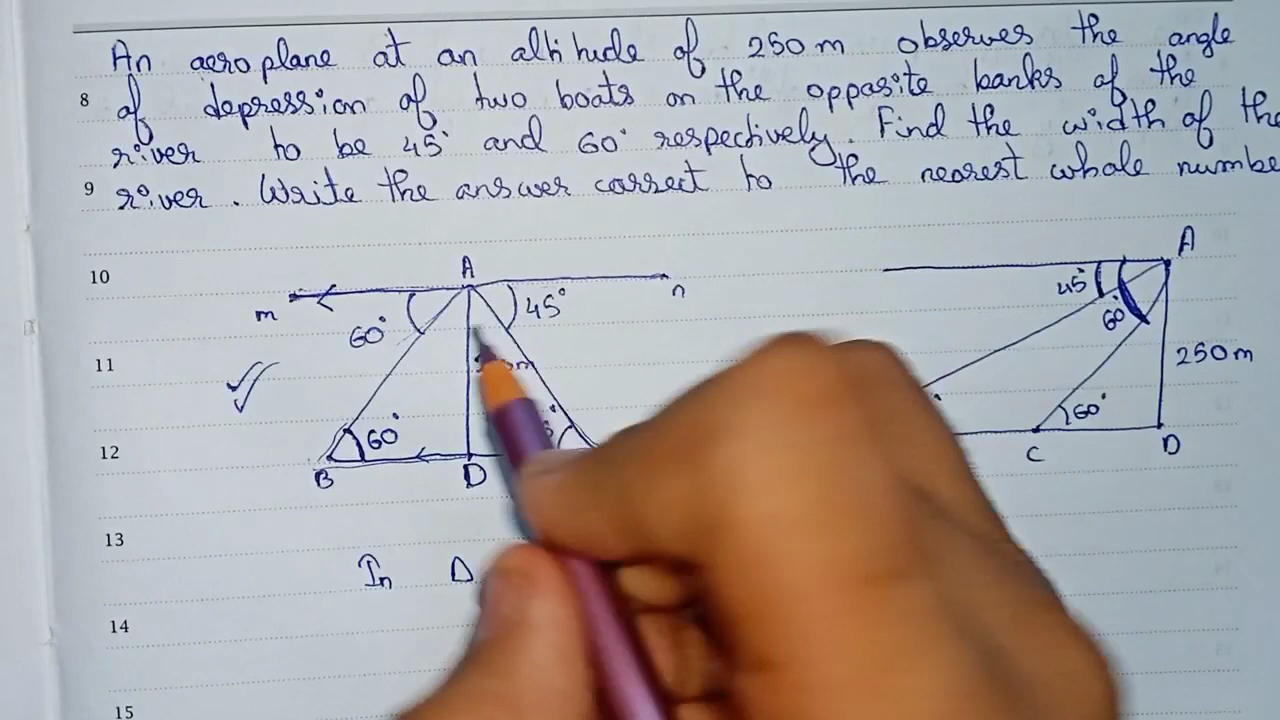 An aeroplane at an altitude of 250 m observes the angle
8 of depression of two boats on the opposite banks of the
river to be 45° and 60° respectively. Find the width of the
9 river. Write the answer correct to the nearest whole numbe
10 A A
m n 45° 45°
60° 60°
11 250 m
12 60° 60°
B D C D
13
In Δ
14
15